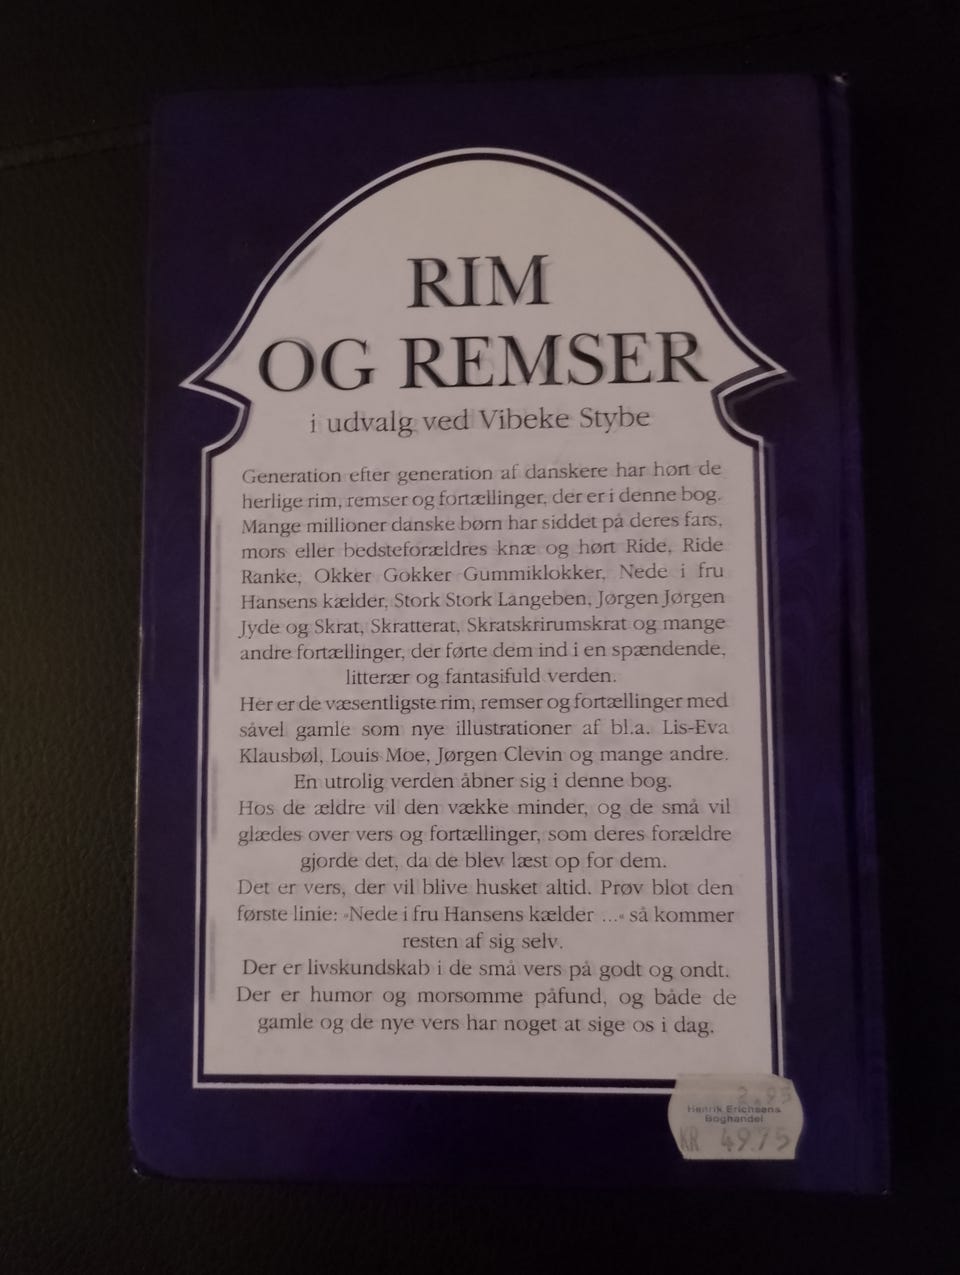 RIM
OG REMSER
i udvalg ved Vibeke Stybe
Generation efter generation af danskere har hørt de
herlige rim, remser og fortællinger, der er i denne bog.
Mange millioner danske børn har siddet på deres fars,
mors eller bedsteforældres knæ og hørt Ride, Ride
Ranke, Okker Gokker Gummiklokker, Nede i fru
Hansens kælder, Stork Stork Langeben, Jørgen Jørgen
Jyde og Skrat, Skratterat, Skratskrirumskrat og mange
andre fortællinger, der førte dem ind i en spændende,
litterær og fantasifuld verden.
Her er de væsentligste rim, remser og fortællinger med
såvel gamle som nye illustrationer af bl.a. Lis-Eva
Klausbøl, Louis Moe, Jørgen Clevin og mange andre.
En utrolig verden åbner sig i denne bog.
Hos de ældre vil den vække minder, og de små vil
glædes over vers og fortællinger, som deres forældre
gjorde det, da de blev læst op for dem.
Det er vers, der vil blive husket altid. Prøv blot den
første linie: »Nede i fru Hansens kælder ...« så kommer
resten af sig selv.
Der er livskundskab i de små vers på godt og ondt.
Der er humor og morsomme påfund, og både de
gamle og de nye vers har noget at sige os i dag.
2.95
Henrik Erichsens
Boghandel
KR 49.75